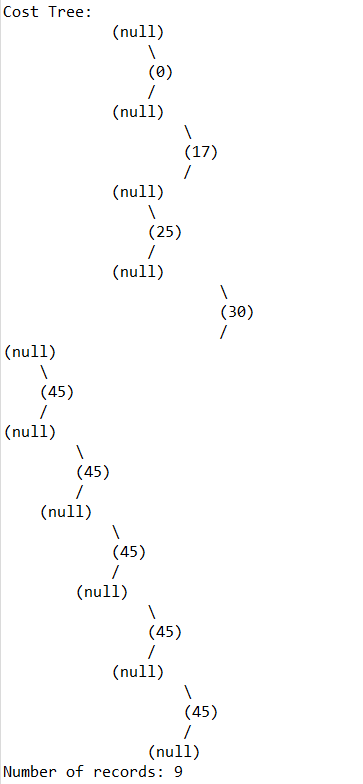 Cost Tree:
(null)
\
(0)
/
(null)
\
(17)
/
(null)
\
(25)
/
(null)
\
(30)
/
(null)
\
(45)
/
(null)
\
(45)
/
(null)
\
(45)
/
(null)
\
(45)
/
(null)
\
(45)
/
(null)
Number of records: 9